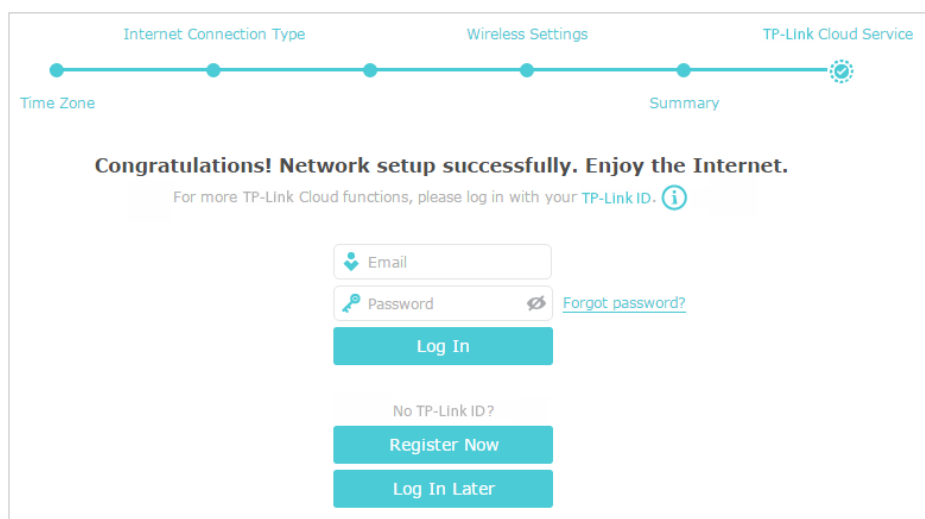 Internet Connection Type Wireless Settings TP-Link Cloud Service
Time Zone Summary
Congratulations! Network setup successfully. Enjoy the Internet.
For more TP-Link Cloud functions, please log in with your TP-Link ID.
Email
Password Forgot password?
Log In
No TP-Link ID?
Register Now
Log In Later